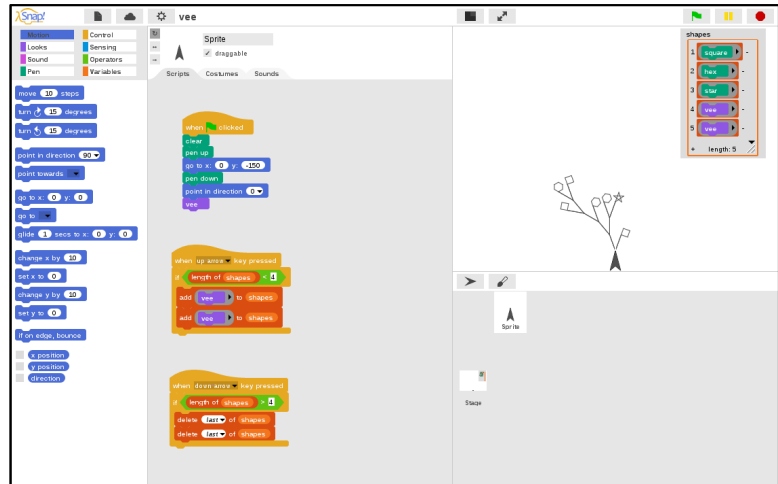 Snap!
vee
Motion
Control
Looks
Sensing
Sound
Operators
Pen
Variables
move 10 steps
turn 15 degrees
turn 15 degrees
point in direction 90
point towards
go to x: 0 y: 0
go to
glide 1 secs to x: 0 y: 0
change x by 10
set x to 0
change y by 10
set y to 0
if on edge, bounce
x position
y position
direction
Sprite
draggable
Scripts Costumes Sounds
when clicked
clear
pen up
go to x: 0 y: -150
pen down
point in direction 0
vee
when up arrow key pressed
if length of shapes < 4
add vee to shapes
add vee to shapes
when down arrow key pressed
if length of shapes > 4
delete last of shapes
delete last of shapes
shapes
1 square
2 hex
3 star
4 vee
5 vee
+ length: 5
Sprite
Stage